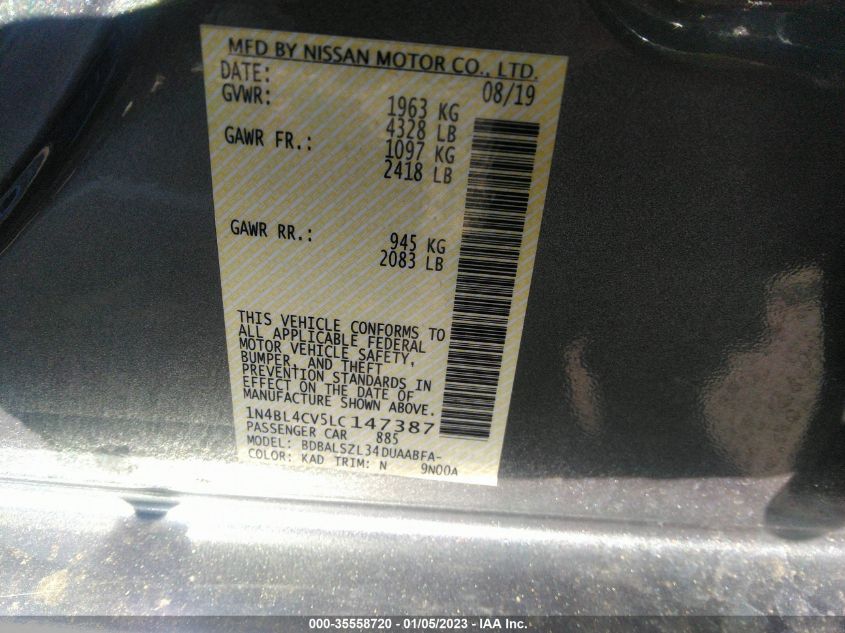 MFD BY NISSAN MOTOR CO., LTD.
DATE: 08/19
GVWR: 1963 KG
4328 LB
GAWR FR.: 1097 KG
2418 LB
GAWR RR.: 945 KG
2083 LB
THIS VEHICLE CONFORMS TO
ALL APPLICABLE FEDERAL
MOTOR VEHICLE SAFETY,
BUMPER, AND THEFT
PREVENTION STANDARDS IN
EFFECT ON THE DATE OF
MANUFACTURE SHOWN ABOVE.
1N4BL4CV5LC147387
PASSENGER CAR 885
MODEL: BDBALSZL34DUAABFA-
COLOR: KAD TRIM: N 9N00A
000-35558720 - 01/05/2023 - IAA Inc.